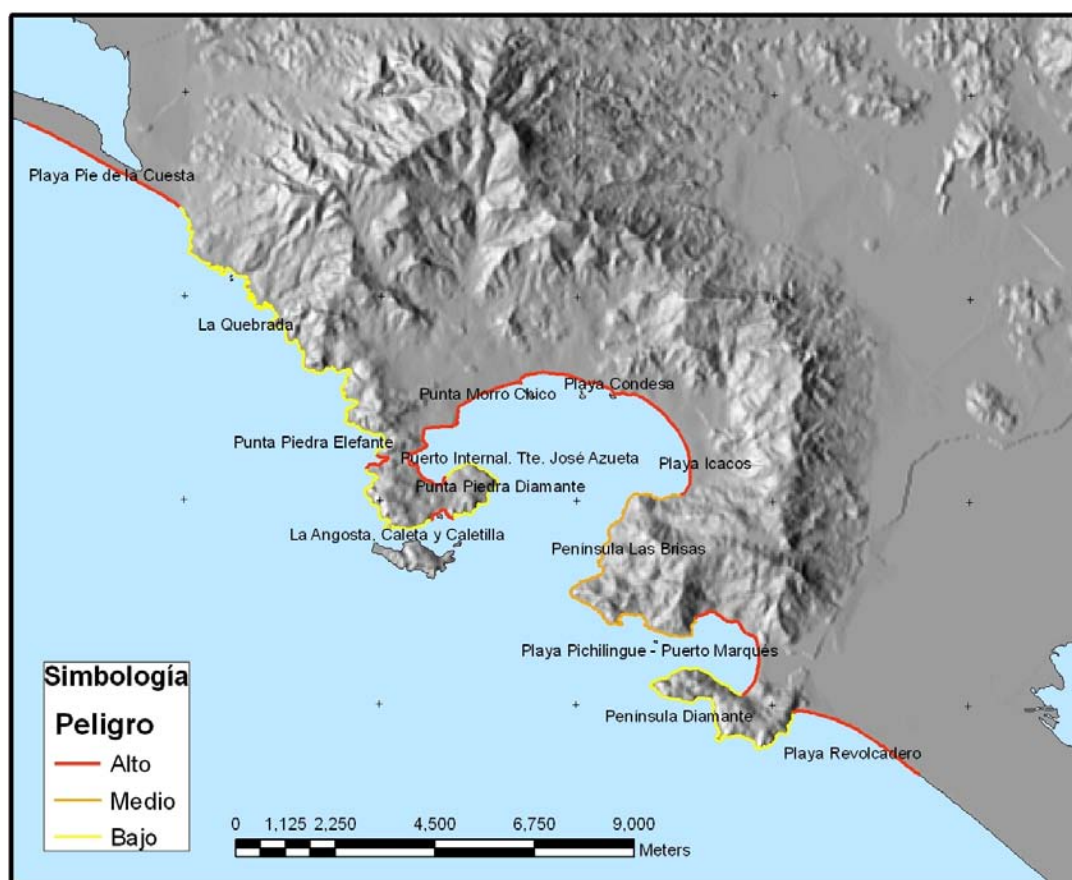 Playa Pie de la Cuesta
La Quebrada
Punta Morro Chico
Playa Condesa
Punta Piedra Elefante
Puerto Internal. Tte. José Azueta
Playa Icacos
Punta Piedra Diamante
La Angosta, Caleta y Caletilla
Península Las Brisas
Playa Pichilingue - Puerto Marqués
Península Diamante
Playa Revolcadero
Simbología
Peligro
Alto
Medio
Bajo
0 1,125 2,250 4,500 6,750 9,000
Meters